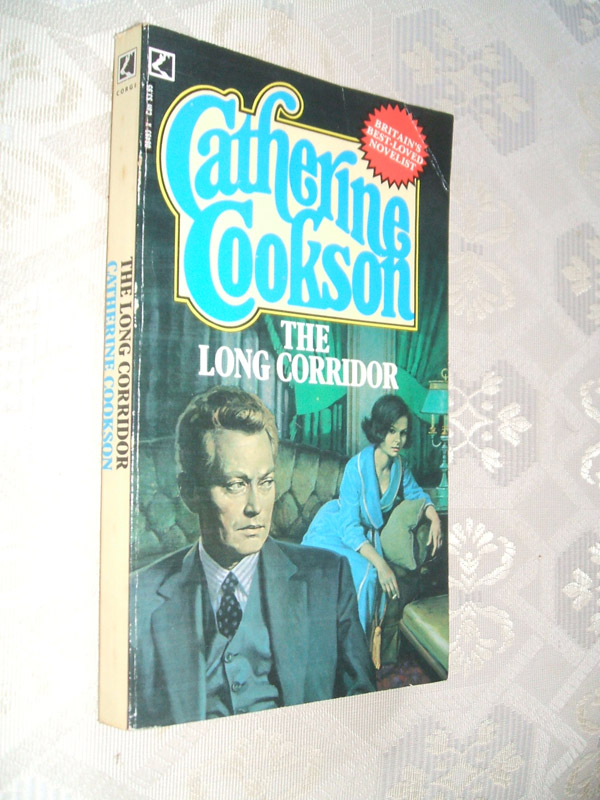 Catherine
Cookson
BRITAIN'S
BEST-LOVED
NOVELIST
THE
LONG CORRIDOR
CORGI
THE LONG CORRIDOR
CATHERINE COOKSON